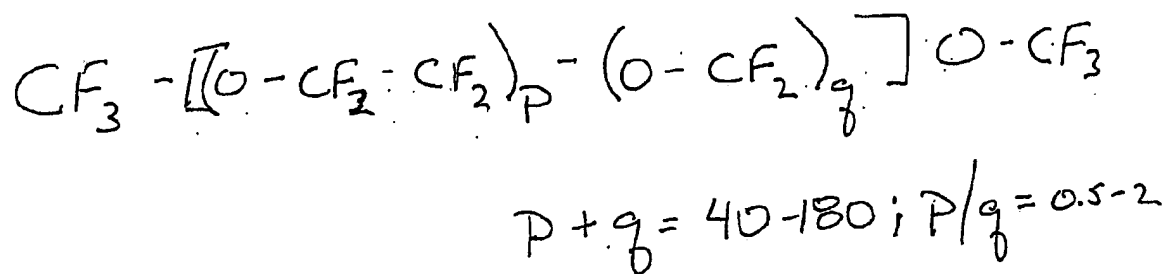 CF₃-[(O-CF₂-CF₂)p-(O-CF₂)q]O-CF₃
p+q=40-180; p/q=0.5-2